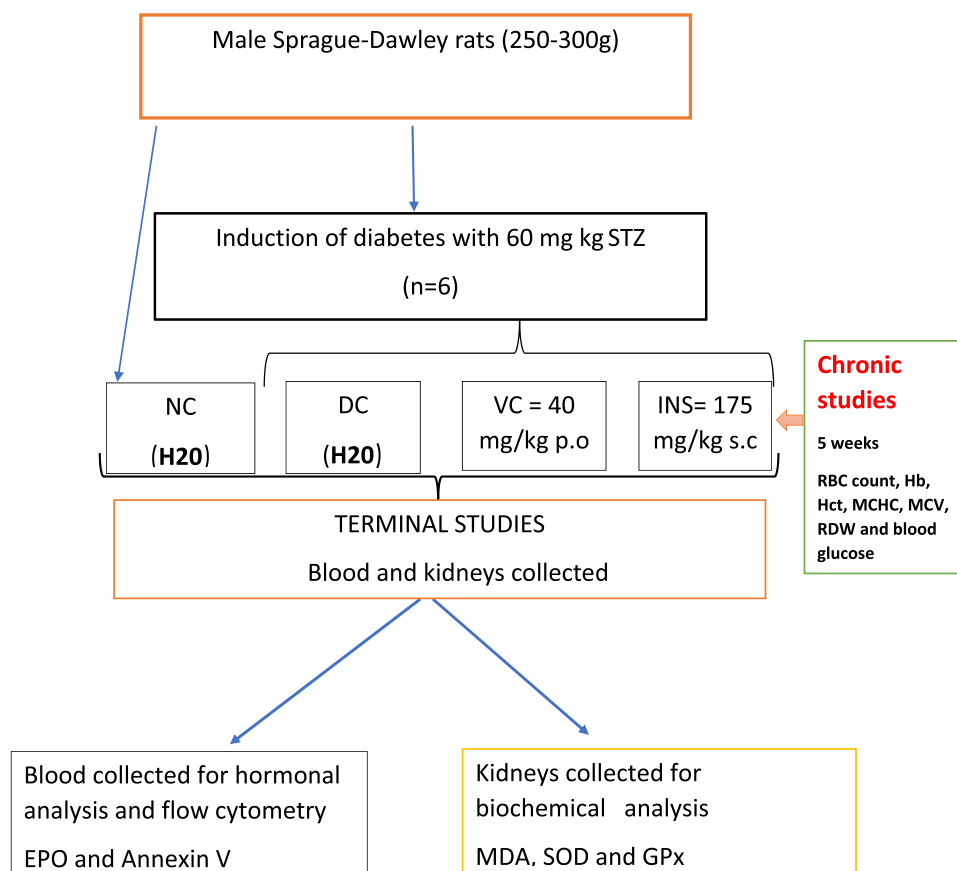 Male Sprague-Dawley rats (250-300g)
Induction of diabetes with 60 mg kg STZ
(n=6)
NC
(H20)
DC
(H20)
VC = 40
mg/kg p.o
INS= 175
mg/kg s.c
Chronic
studies
5 weeks
RBC count, Hb,
Hct, MCHC, MCV,
RDW and blood
glucose
TERMINAL STUDIES
Blood and kidneys collected
Blood collected for hormonal
analysis and flow cytometry
EPO and Annexin V
Kidneys collected for
biochemical analysis
MDA, SOD and GPx